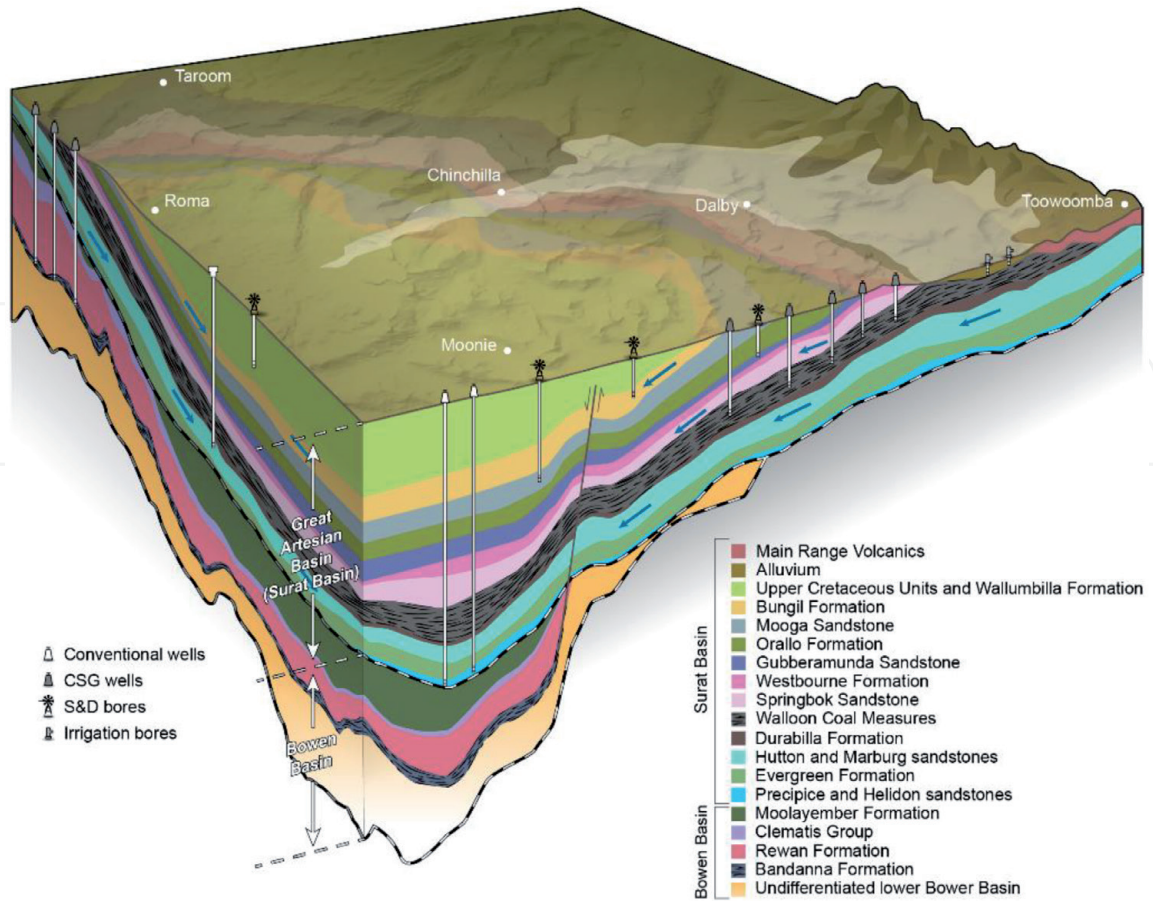 Taroom
Roma
Chinchilla
Dalby
Toowoomba
Moonie
Great
Artesian
Basin
(Surat Basin)
Bowen
Basin
Conventional wells
CSG wells
S&D bores
Irrigation bores
Surat Basin
Main Range Volcanics
Alluvium
Upper Cretaceous Units and Wallumbilla Formation
Bungil Formation
Mooga Sandstone
Orallo Formation
Gubberamunda Sandstone
Westbourne Formation
Springbok Sandstone
Walloon Coal Measures
Durabilla Formation
Hutton and Marburg sandstones
Evergreen Formation
Precipice and Helidon sandstones
Bowen Basin
Moolayember Formation
Clematis Group
Rewan Formation
Bandanna Formation
Undifferentiated lower Bower Basin